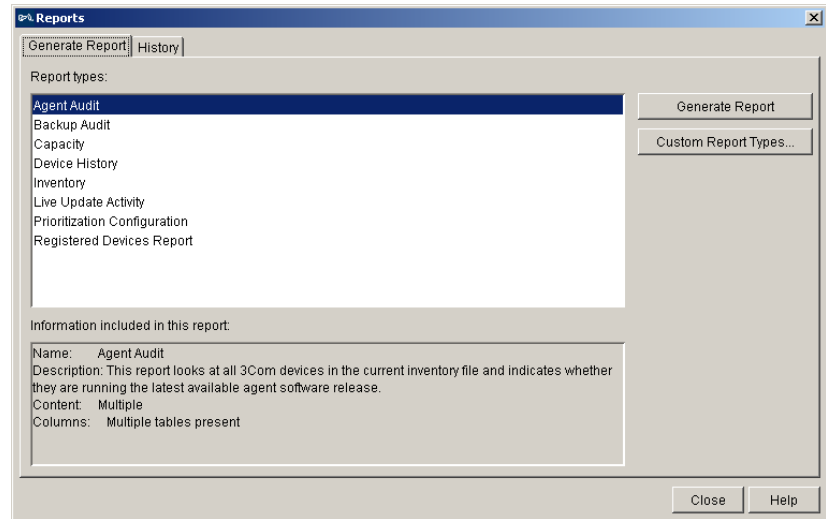 Reports
Generate Report History
Report types:
Agent Audit
Backup Audit
Capacity
Device History
Inventory
Live Update Activity
Prioritization Configuration
Registered Devices Report
Generate Report
Custom Report Types...
Information included in this report:
Name: Agent Audit
Description: This report looks at all 3Com devices in the current inventory file and indicates whether
they are running the latest available agent software release.
Content: Multiple
Columns: Multiple tables present
Close Help